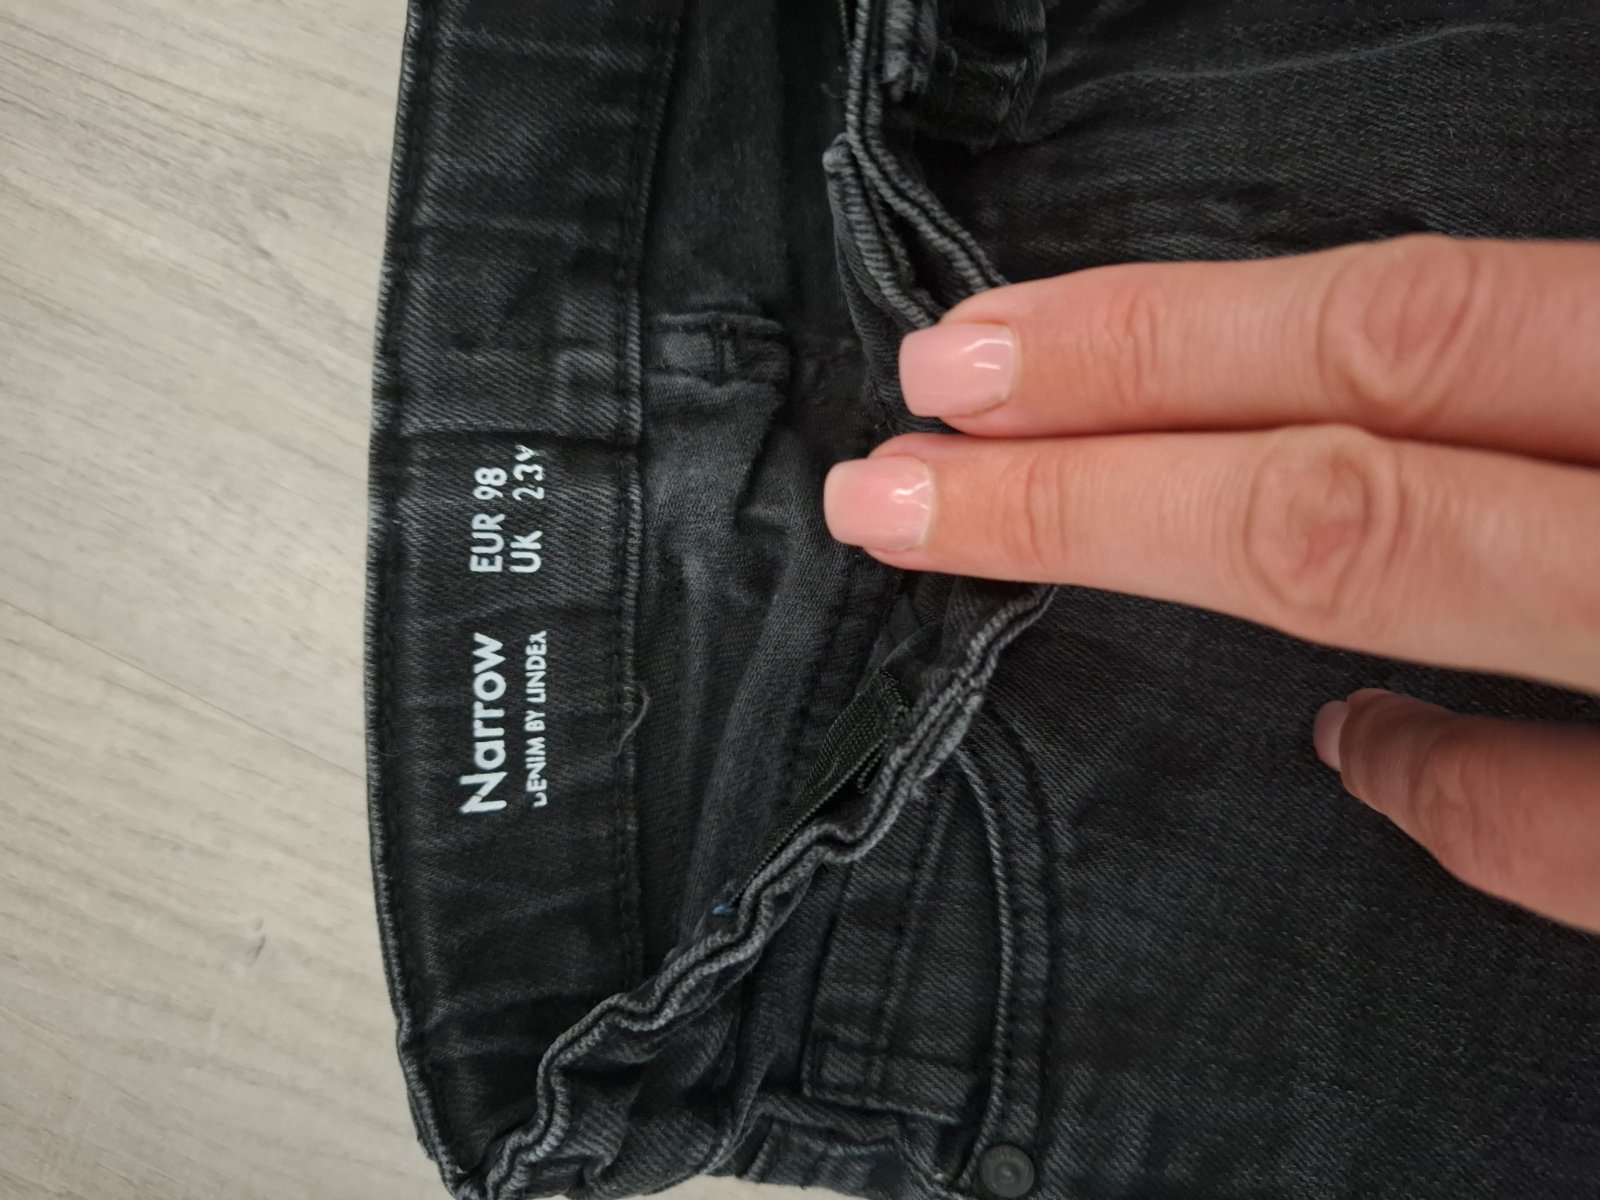 Narrow
DENIM BY LINDEX
EUR 98
UK 2-3Y